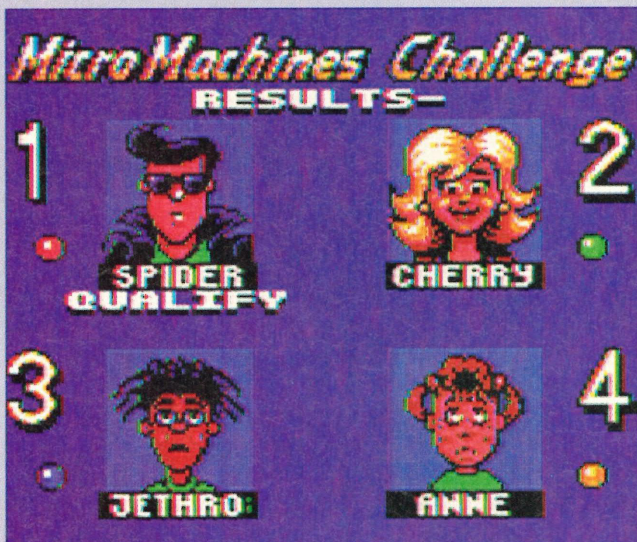 Micro Machines Challenge
RESULTS-
1
2
SPIDER
CHERRY
QUALIFY
3
4
JETHRO
ANNE